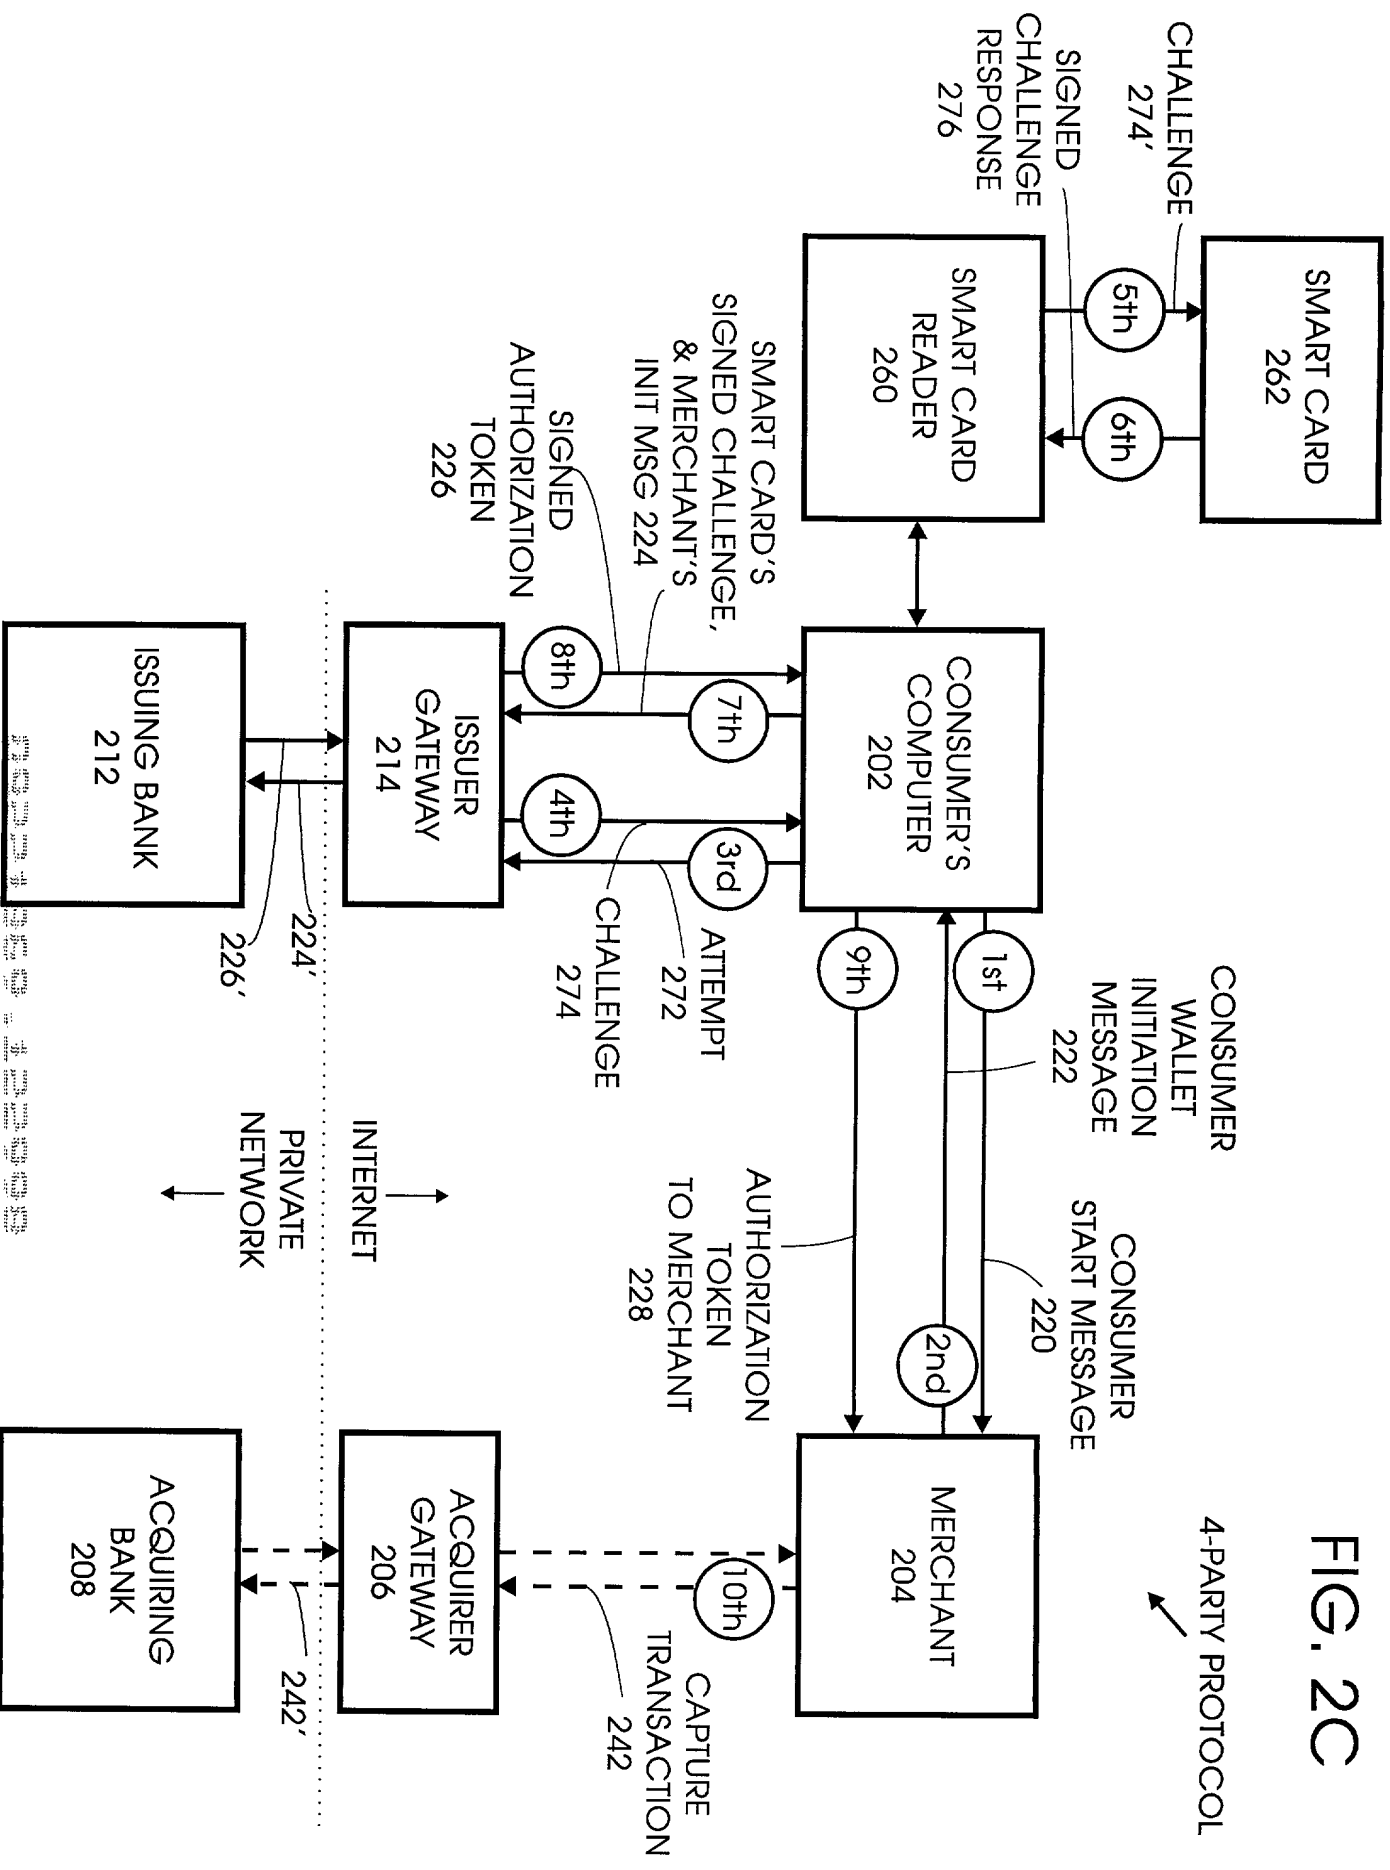 FIG. 2C
4-PARTY PROTOCOL
SMART CARD
262
CHALLENGE
274'
SIGNED
CHALLENGE
RESPONSE
276
5th
6th
SMART CARD
READER
260
CONSUMER'S
COMPUTER
202
CONSUMER
WALLET
INITIATION
MESSAGE
222
CONSUMER
START MESSAGE
220
1st
2nd
9th
MERCHANT
204
AUTHORIZATION
TOKEN
TO MERCHANT
228
SMART CARD'S
SIGNED CHALLENGE,
& MERCHANT'S
INIT MSG 224
SIGNED
AUTHORIZATION
TOKEN
226
8th
7th
4th
3rd
ATTEMPT
272
CHALLENGE
274
10th
CAPTURE
TRANSACTION
242
ISSUER
GATEWAY
214
ACQUIRER
GATEWAY
206
INTERNET
PRIVATE
NETWORK
224'
226'
242'
ISSUING BANK
212
ACQUIRING
BANK
208